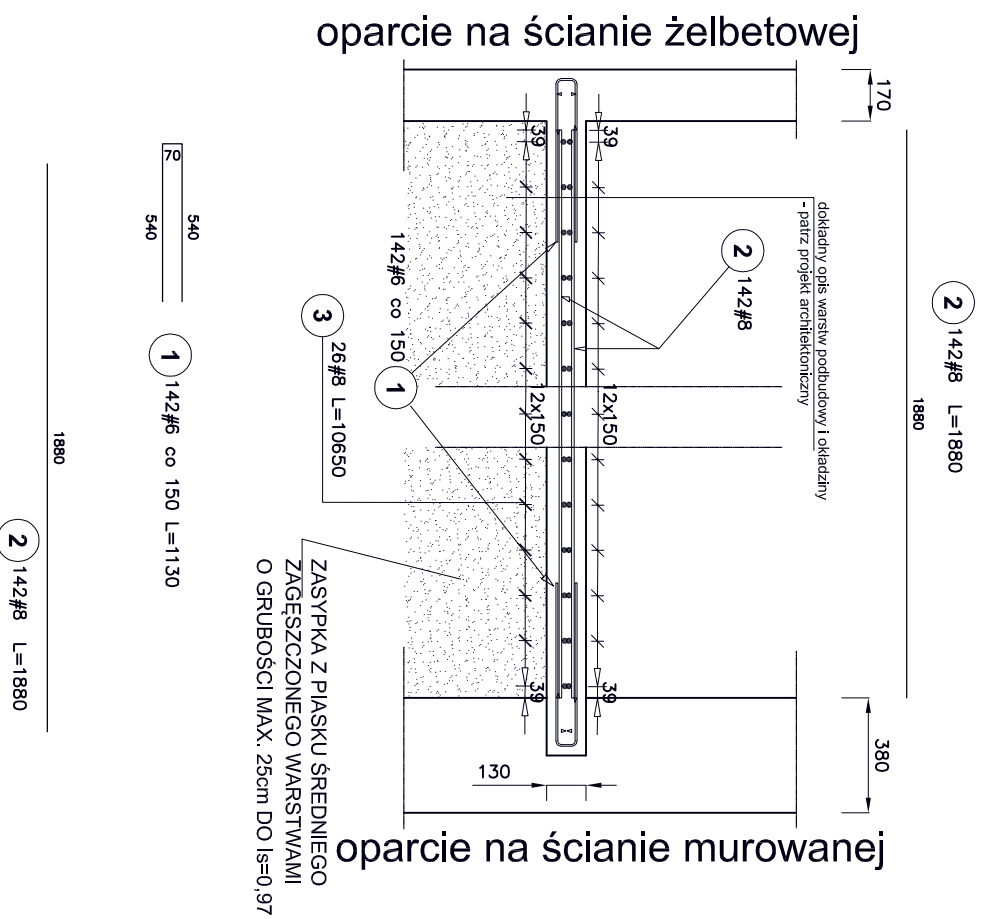 oparcie na ścianie żelbetowej
170
39
39
dokładny opis warstw podbudowy i okładziny
- patrz projekt architektoniczny
2 142#8
2 142#8 L=1880
1880
142#6 co 150
1
3 26#8 L=10650
12x150
12x150
70
540
540
1 142#6 co 150 L=1130
1880
2 142#8 L=1880
ZASYPKA Z PIASKU ŚREDNIEGO
ZAGĘSZCZONEGO WARSTWAMI
O GRUBOŚCI MAX. 25cm DO Is=0,97
39
39
130
380
oparcie na ścianie murowanej